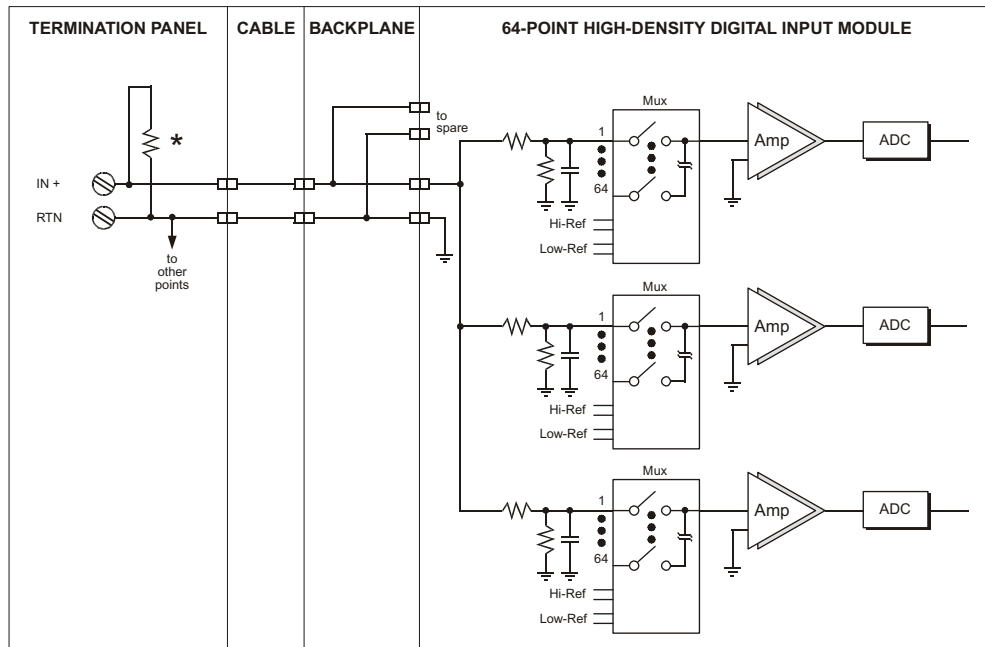 TERMINATION PANEL
CABLE
BACKPLANE
64-POINT HIGH-DENSITY DIGITAL INPUT MODULE
*
IN +
RTN
to
other
points
to
spare
Mux
1
64
Hi-Ref
Low-Ref
Amp
ADC
Mux
1
64
Hi-Ref
Low-Ref
Amp
ADC
Mux
1
64
Hi-Ref
Low-Ref
Amp
ADC